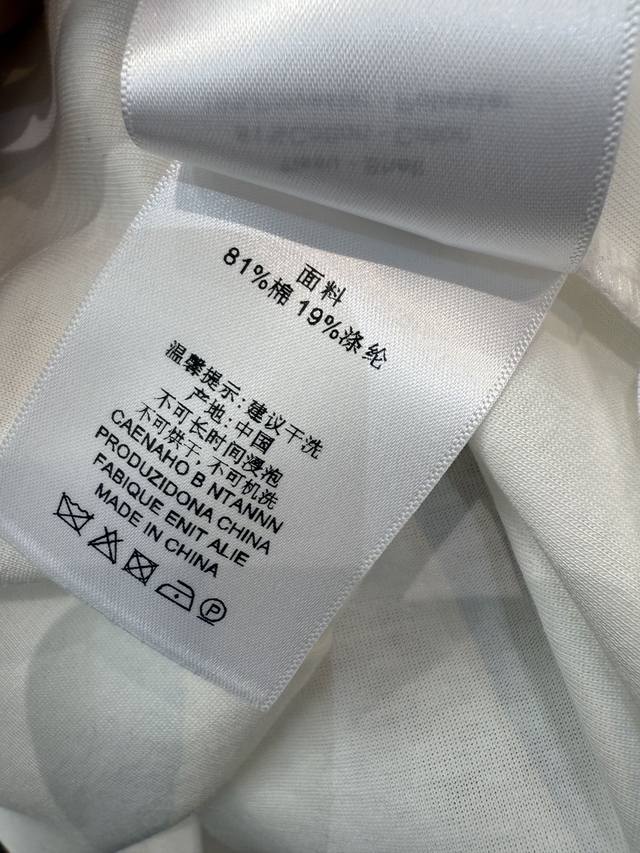 面料
81%棉 19%涤纶
温馨提示:建议干洗
产地:中国
不可长时间浸泡
不可烘干,不可机洗
CAENAHO B NTANNN
PRODUZIDONA CHINA
FABIQUE ENIT ALIE
MADE IN CHINA
P